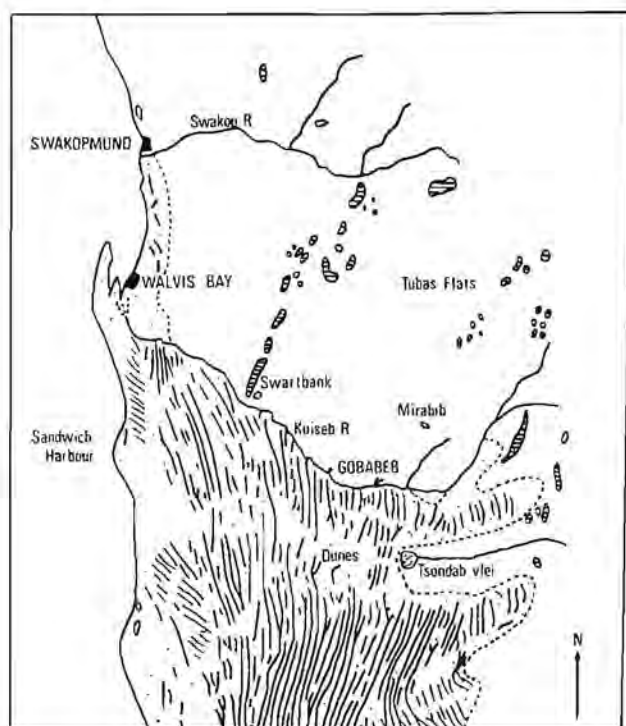 Swakop R
SWAKOPMUND
WALVIS BAY
Tubas Flats
Swartbank
Mirabib
Kuiseb R
Sandwich
Harbour
GOBABEB
Dunes
Tsondab vlei
N